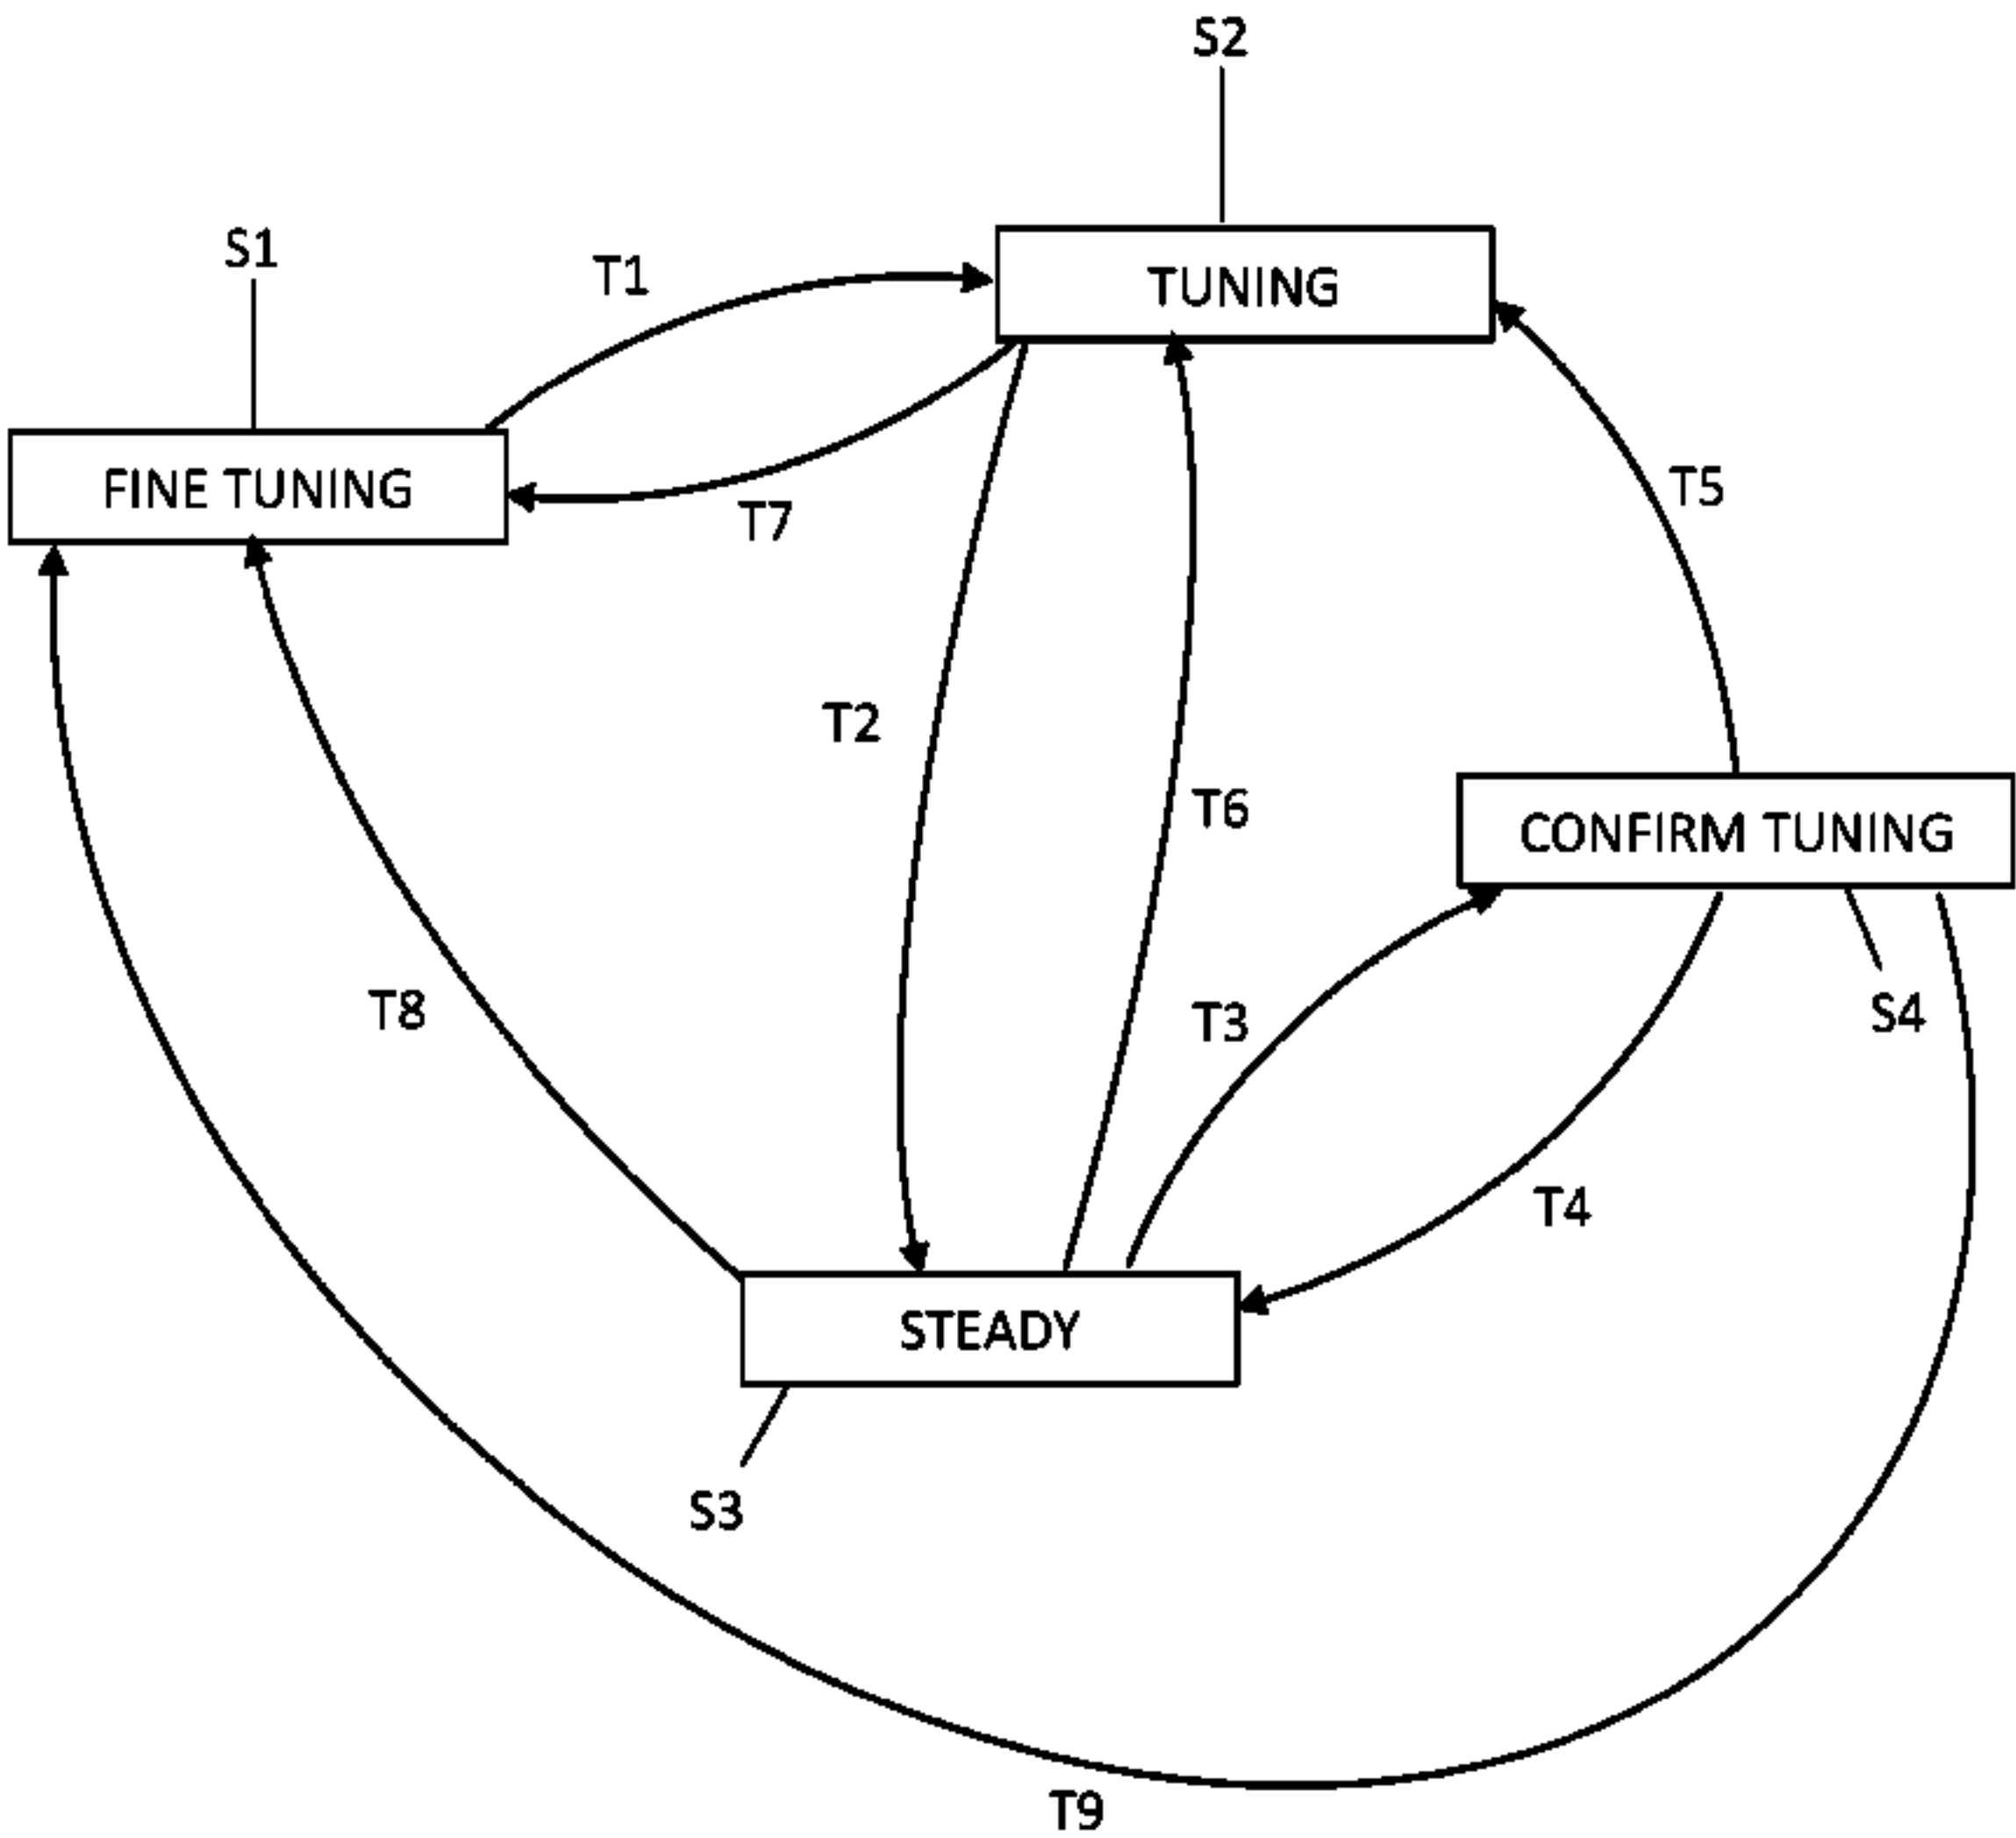 S2
S1
T1
TUNING
FINE TUNING
T7
T5
T2
T6
CONFIRM TUNING
T8
T3
S4
T4
STEADY
S3
T9